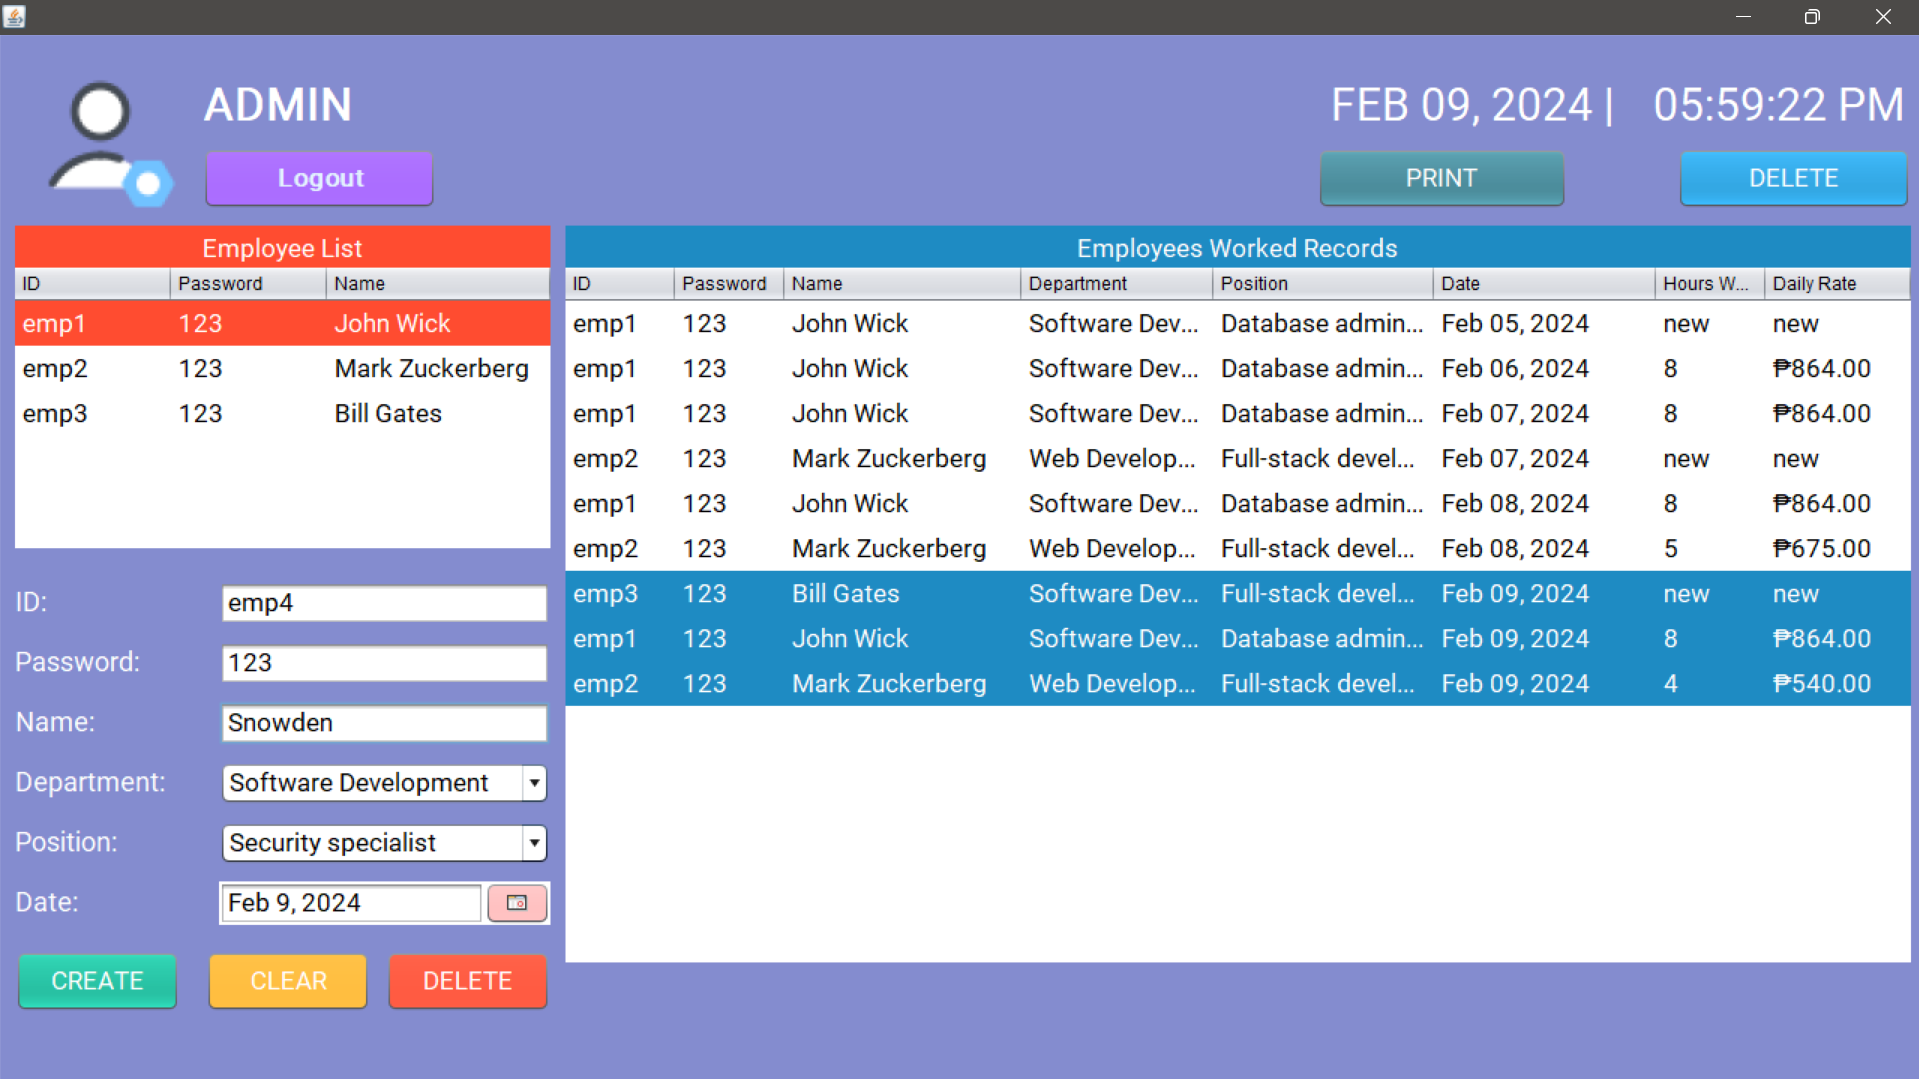 ADMIN
FEB 09, 2024 | 05:59:22 PM
Logout
PRINT
DELETE
Employee List
ID Password Name
emp1 123 John Wick
emp2 123 Mark Zuckerberg
emp3 123 Bill Gates
ID: emp4
Password: 123
Name: Snowden
Department: Software Development
Position: Security specialist
Date: Feb 9, 2024
CREATE
CLEAR
DELETE
Employees Worked Records
ID Password Name Department Position Date Hours W... Daily Rate
emp1 123 John Wick Software Dev... Database admin... Feb 05, 2024 new new
emp1 123 John Wick Software Dev... Database admin... Feb 06, 2024 8 ₱864.00
emp1 123 John Wick Software Dev... Database admin... Feb 07, 2024 8 ₱864.00
emp2 123 Mark Zuckerberg Web Develop... Full-stack devel... Feb 07, 2024 new new
emp1 123 John Wick Software Dev... Database admin... Feb 08, 2024 8 ₱864.00
emp2 123 Mark Zuckerberg Web Develop... Full-stack devel... Feb 08, 2024 5 ₱675.00
emp3 123 Bill Gates Software Dev... Full-stack devel... Feb 09, 2024 new new
emp1 123 John Wick Software Dev... Database admin... Feb 09, 2024 8 ₱864.00
emp2 123 Mark Zuckerberg Web Develop... Full-stack devel... Feb 09, 2024 4 ₱540.00